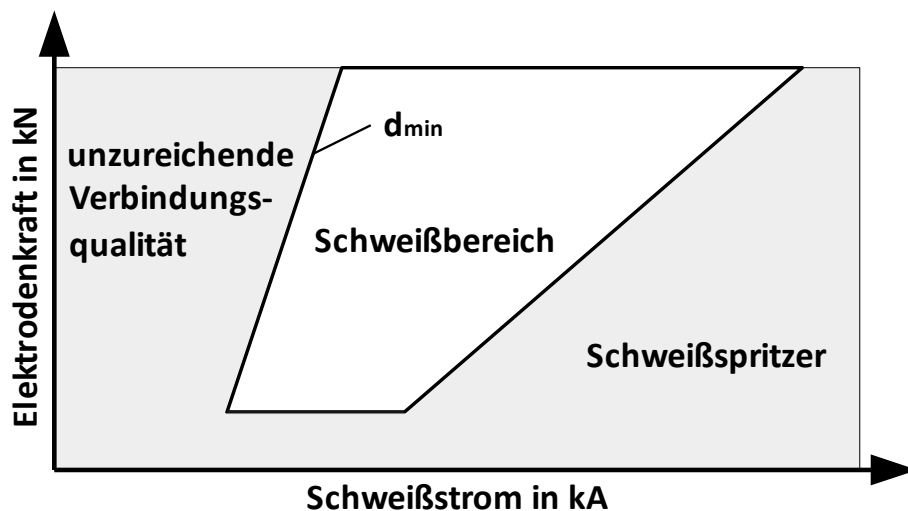 Elektrodenkraft in kN
dmin
unzureichende
Verbindungs-
qualität
Schweißbereich
Schweißspritzer
Schweißstrom in kA